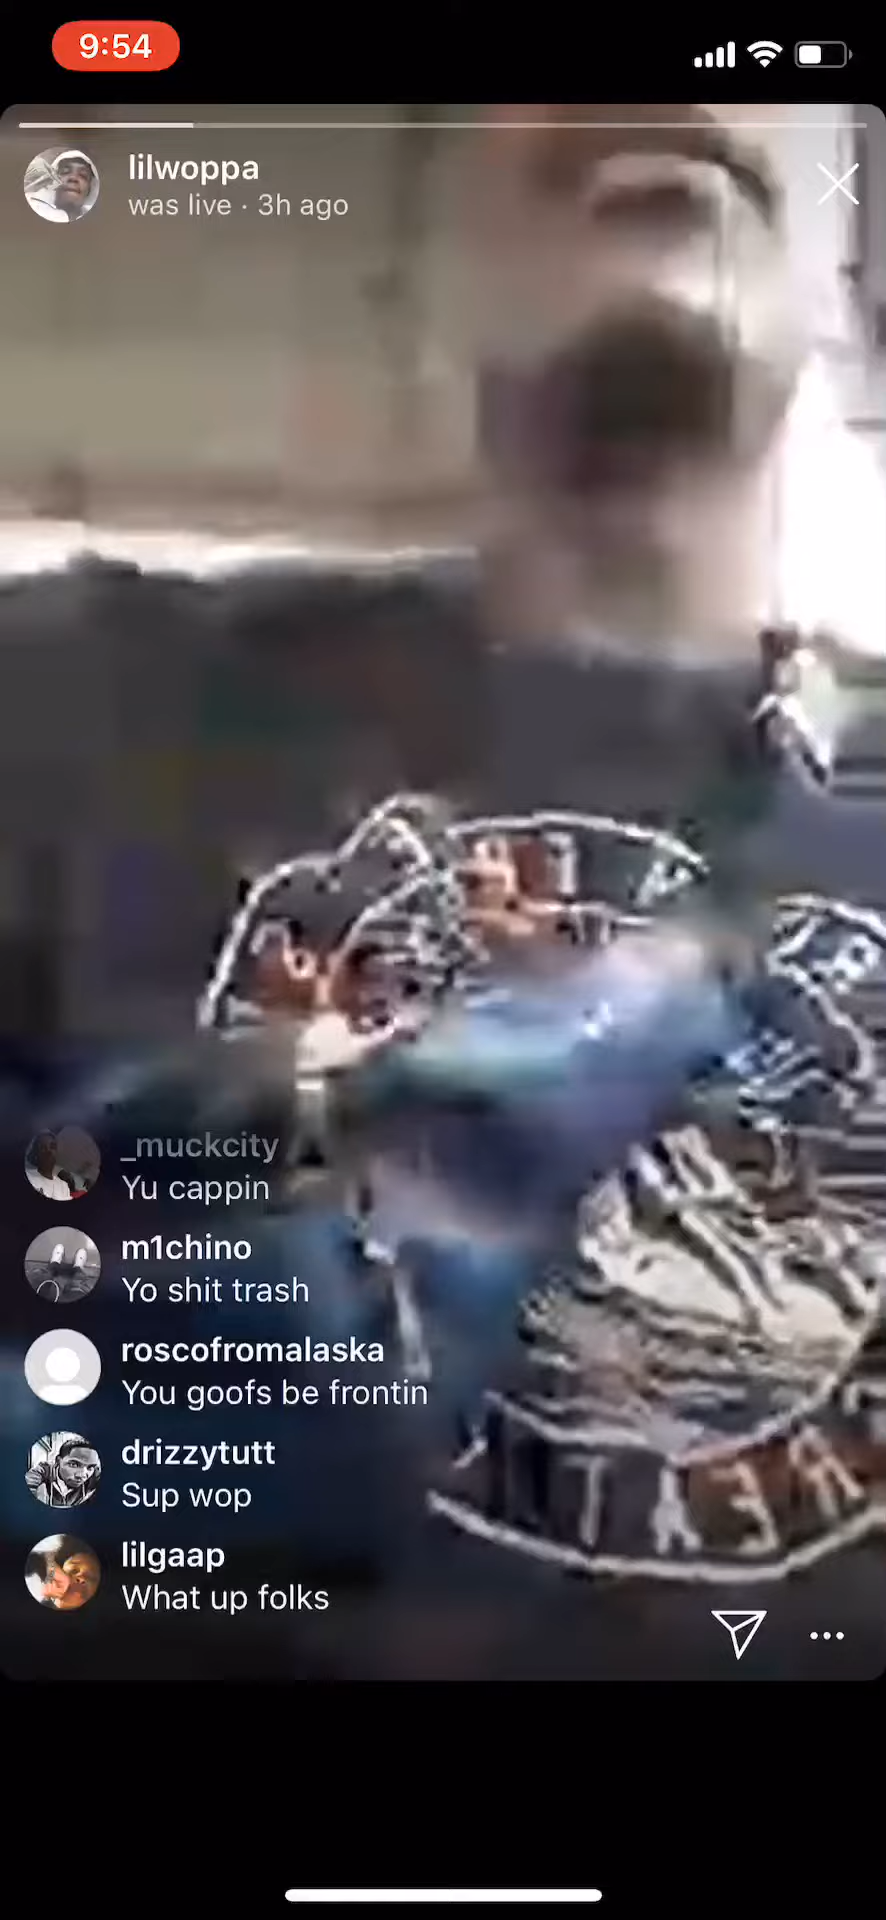 9:54
lilwoppa
was live · 3h ago
_muckcity
Yu cappin
m1chino
Yo shit trash
roscofromalaska
You goofs be frontin
drizzytutt
Sup wop
lilgaap
What up folks